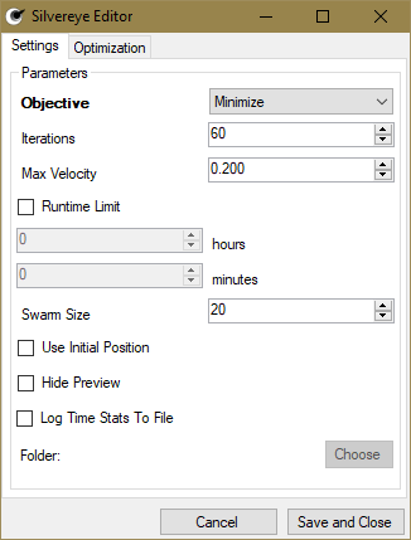 Silvereye Editor
Settings Optimization
Parameters
Objective Minimize
Iterations 60
Max Velocity 0.200
Runtime Limit
0 hours
0 minutes
Swarm Size 20
Use Initial Position
Hide Preview
Log Time Stats To File
Folder: Choose
Cancel Save and Close